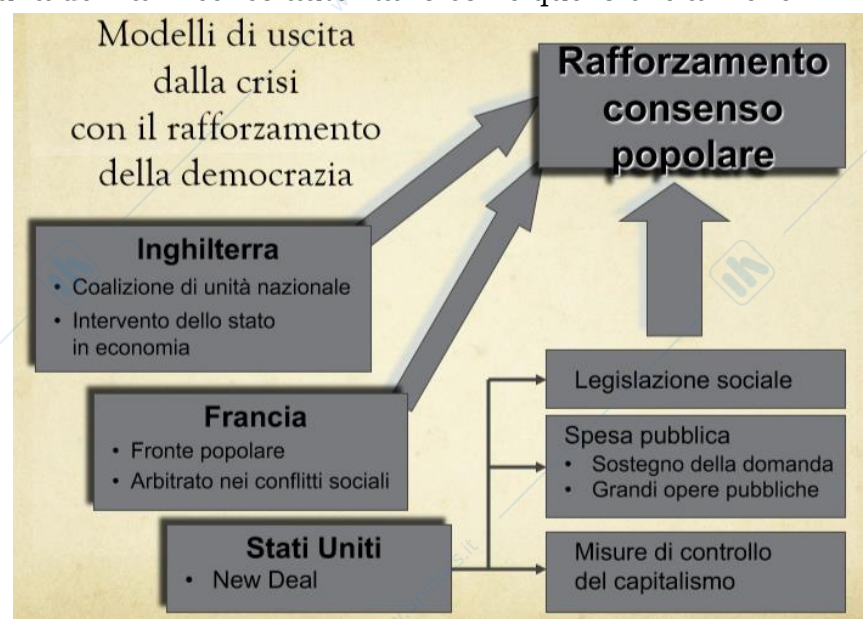 Modelli di uscita
dalla crisi
con il rafforzamento
della democrazia
Rafforzamento
consenso
popolare
Inghilterra
• Coalizione di unità nazionale
• Intervento dello stato
in economia
Francia
• Fronte popolare
• Arbitrato nei conflitti sociali
Stati Uniti
• New Deal
Legislazione sociale
Spesa pubblica
• Sostegno della domanda
• Grandi opere pubbliche
Misure di controllo
del capitalismo